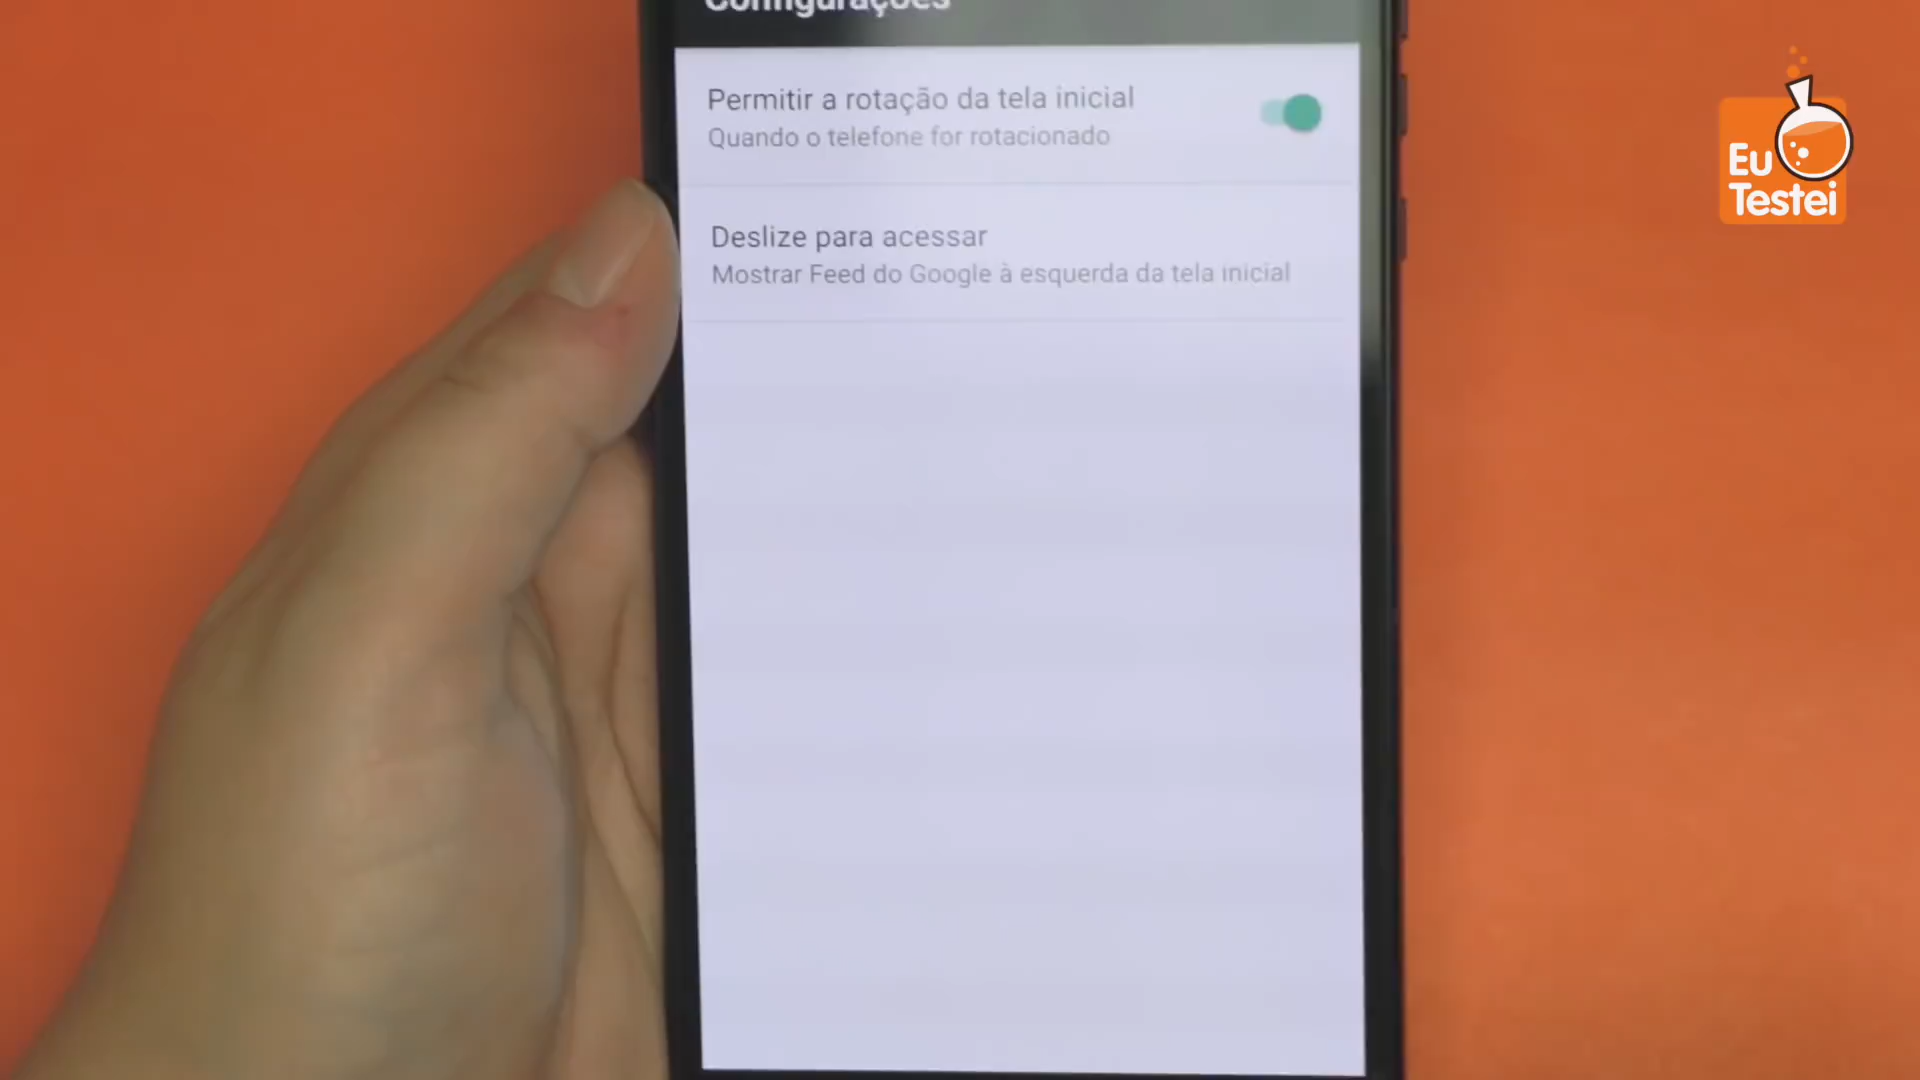 Configurações
Permitir a rotação da tela inicial
Quando o telefone for rotacionado
Deslize para acessar
Mostrar Feed do Google à esquerda da tela inicial
Eu
Testei